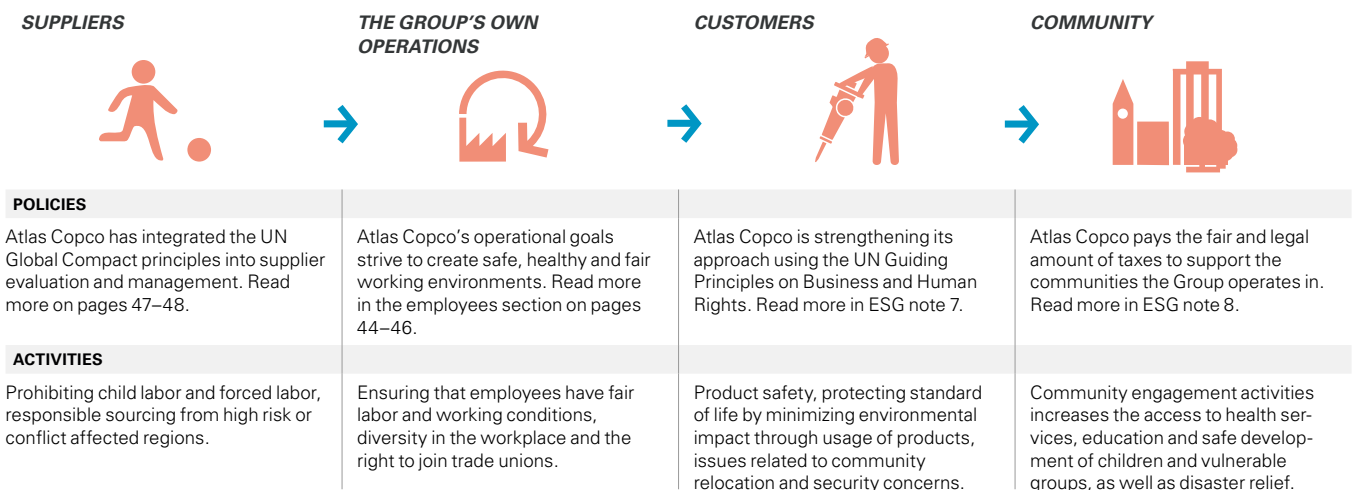 SUPPLIERS
THE GROUP'S OWN
OPERATIONS
CUSTOMERS
COMMUNITY
POLICIES
Atlas Copco has integrated the UN
Global Compact principles into supplier
evaluation and management. Read
more on pages 47–48.
Atlas Copco's operational goals
strive to create safe, healthy and fair
working environments. Read more
in the employees section on pages
44–46.
Atlas Copco is strengthening its
approach using the UN Guiding
Principles on Business and Human
Rights. Read more in ESG note 7.
Atlas Copco pays the fair and legal
amount of taxes to support the
communities the Group operates in.
Read more in ESG note 8.
ACTIVITIES
Prohibiting child labor and forced labor,
responsible sourcing from high risk or
conflict affected regions.
Ensuring that employees have fair
labor and working conditions,
diversity in the workplace and the
right to join trade unions.
Product safety, protecting standard
of life by minimizing environmental
impact through usage of products,
issues related to community
relocation and security concerns.
Community engagement activities
increases the access to health ser-
vices, education and safe develop-
ment of children and vulnerable
groups, as well as disaster relief.